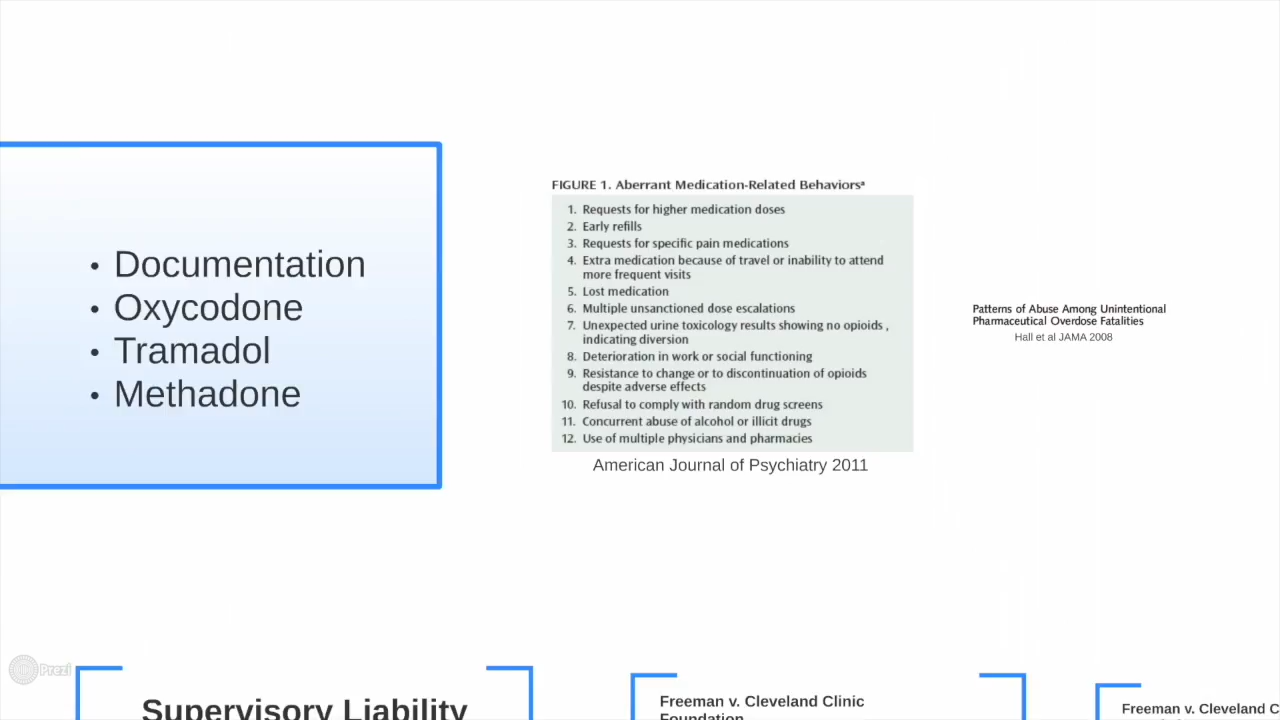 • Documentation
• Oxycodone
• Tramadol
• Methadone
FIGURE 1. Aberrant Medication-Related Behaviorsa
1. Requests for higher medication doses
2. Early refills
3. Requests for specific pain medications
4. Extra medication because of travel or inability to attend
more frequent visits
5. Lost medication
6. Multiple unsanctioned dose escalations
7. Unexpected urine toxicology results showing no opioids ,
indicating diversion
8. Deterioration in work or social functioning
9. Resistance to change or to discontinuation of opioids
despite adverse effects
10. Refusal to comply with random drug screens
11. Concurrent abuse of alcohol or illicit drugs
12. Use of multiple physicians and pharmacies
American Journal of Psychiatry 2011
Patterns of Abuse Among Unintentional
Pharmaceutical Overdose Fatalities
Hall et al JAMA 2008
Prezi
Supervisory Liability
Freeman v. Cleveland Clinic
Foundation
Freeman v. Cleveland C